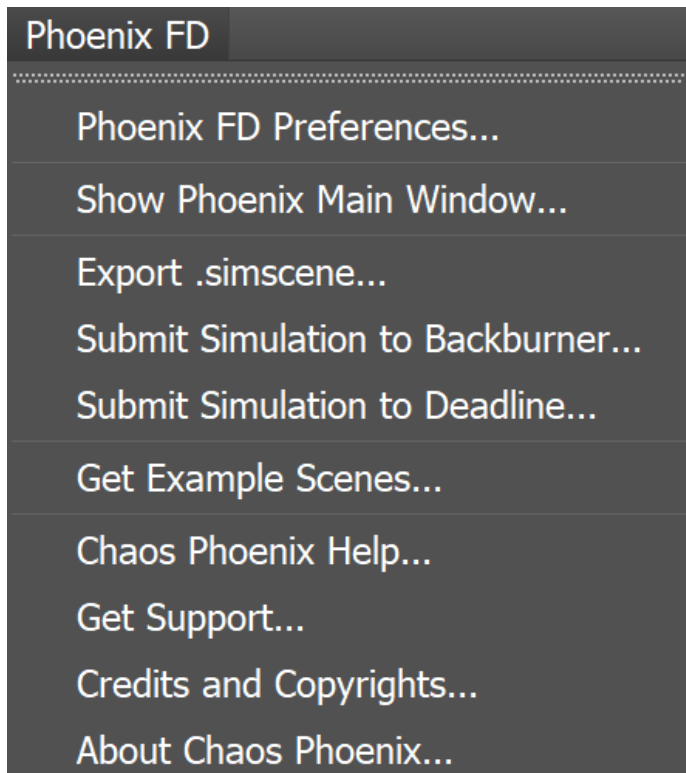 Phoenix FD
Phoenix FD Preferences...
Show Phoenix Main Window...
Export .simscene...
Submit Simulation to Backburner...
Submit Simulation to Deadline...
Get Example Scenes...
Chaos Phoenix Help...
Get Support...
Credits and Copyrights...
About Chaos Phoenix...